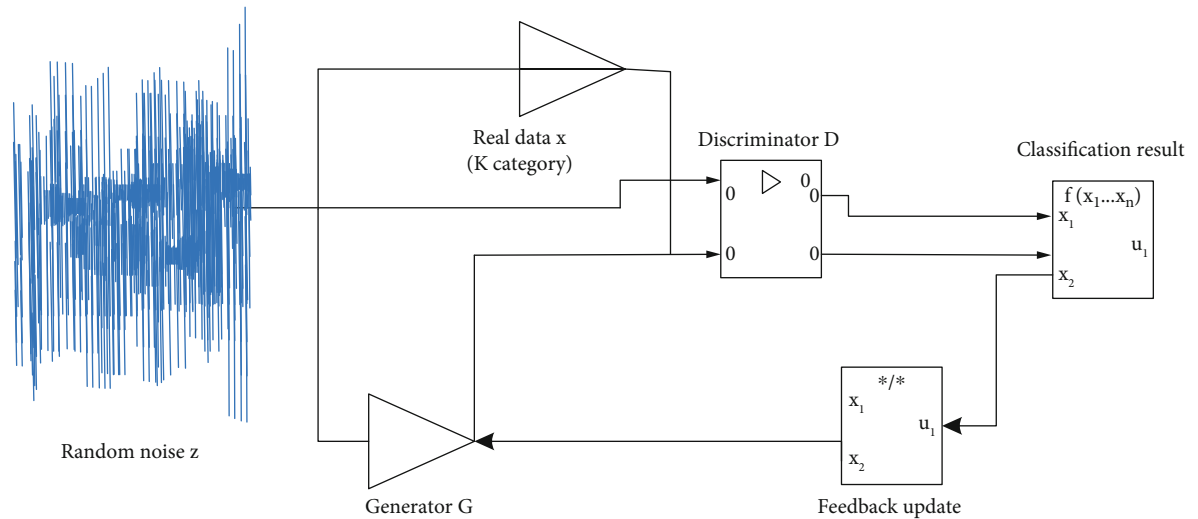 Real data x
(K category)
Discriminator D
0
0
0
0
0
0
Classification result
f (x₁...xₙ)
x₁
u₁
x₂
*/*
x₁
u₁
x₂
Feedback update
Generator G
Random noise z